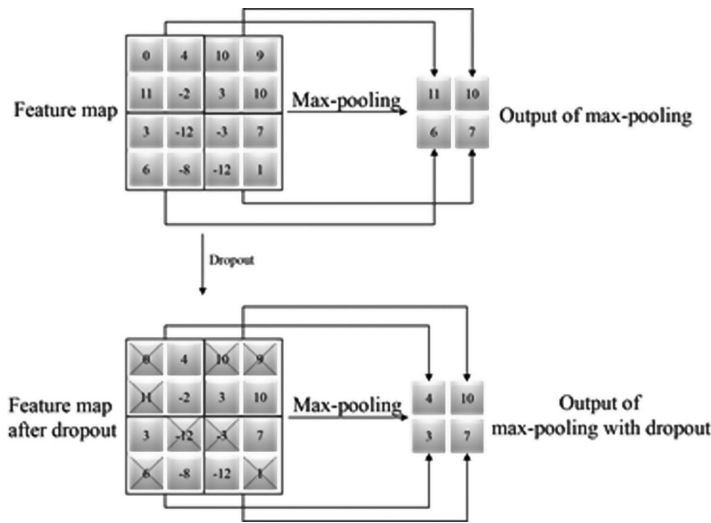 0 4 10 9
11 -2 3 10
Feature map
3 -12 -3 7
6 -8 -12 1
Max-pooling
11 10
6 7
Output of max-pooling
Dropout
0 4 10 9
11 -2 3 10
Feature map
after dropout
3 -12 -3 7
6 -8 -12 1
Max-pooling
4 10
3 7
Output of
max-pooling with dropout